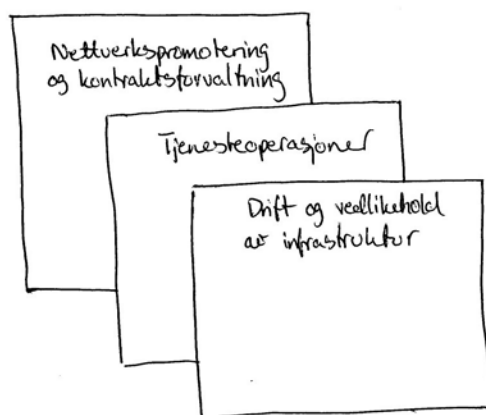 Nettverkspromotering
og kontraktsforvaltning
Tjenesteoperasjoner
Drift og vedlikehold
av infrastruktur